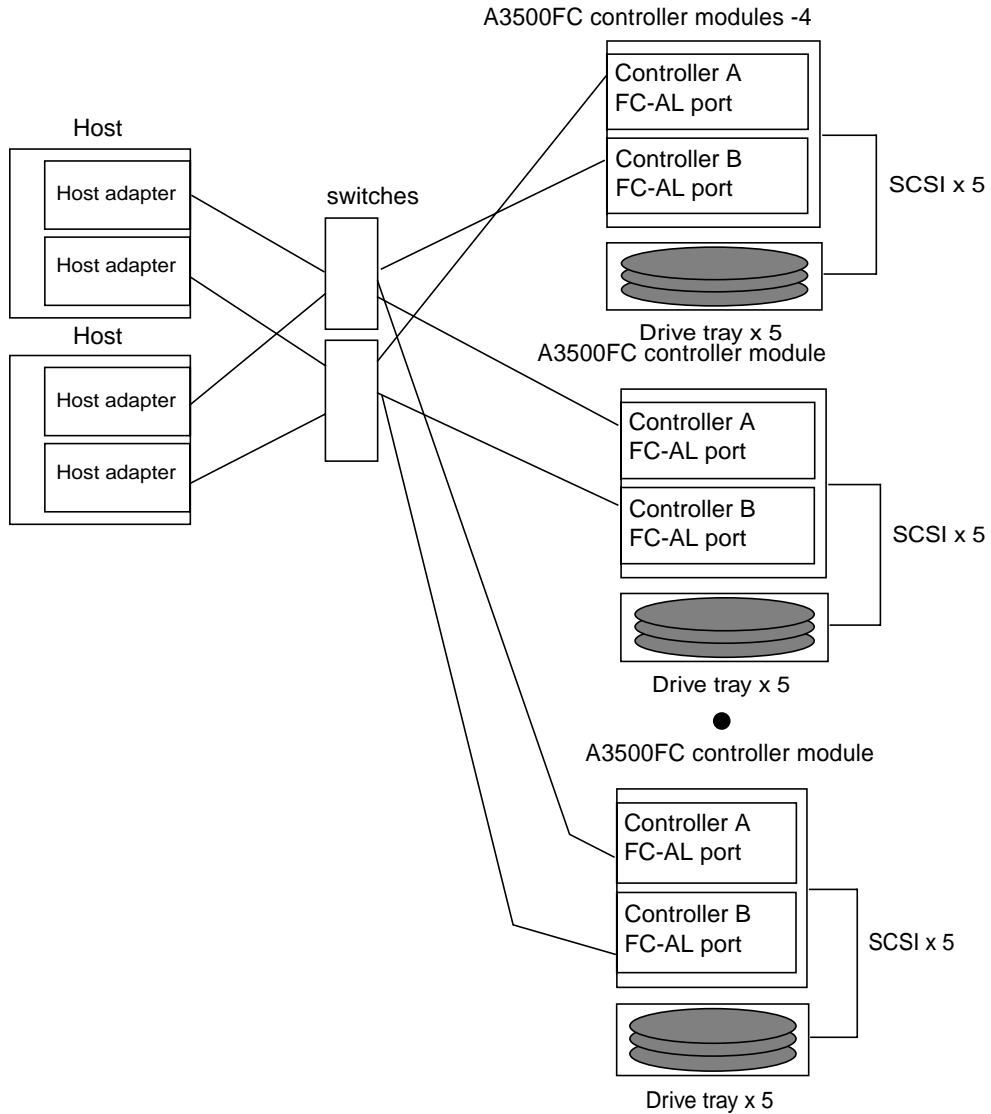 A3500FC controller modules -4
Controller A
FC-AL port
Controller B
FC-AL port
SCSI x 5
Drive tray x 5
Host
Host adapter
Host adapter
switches
Host
Host adapter
Host adapter
A3500FC controller module
Controller A
FC-AL port
Controller B
FC-AL port
SCSI x 5
Drive tray x 5
A3500FC controller module
Controller A
FC-AL port
Controller B
FC-AL port
SCSI x 5
Drive tray x 5